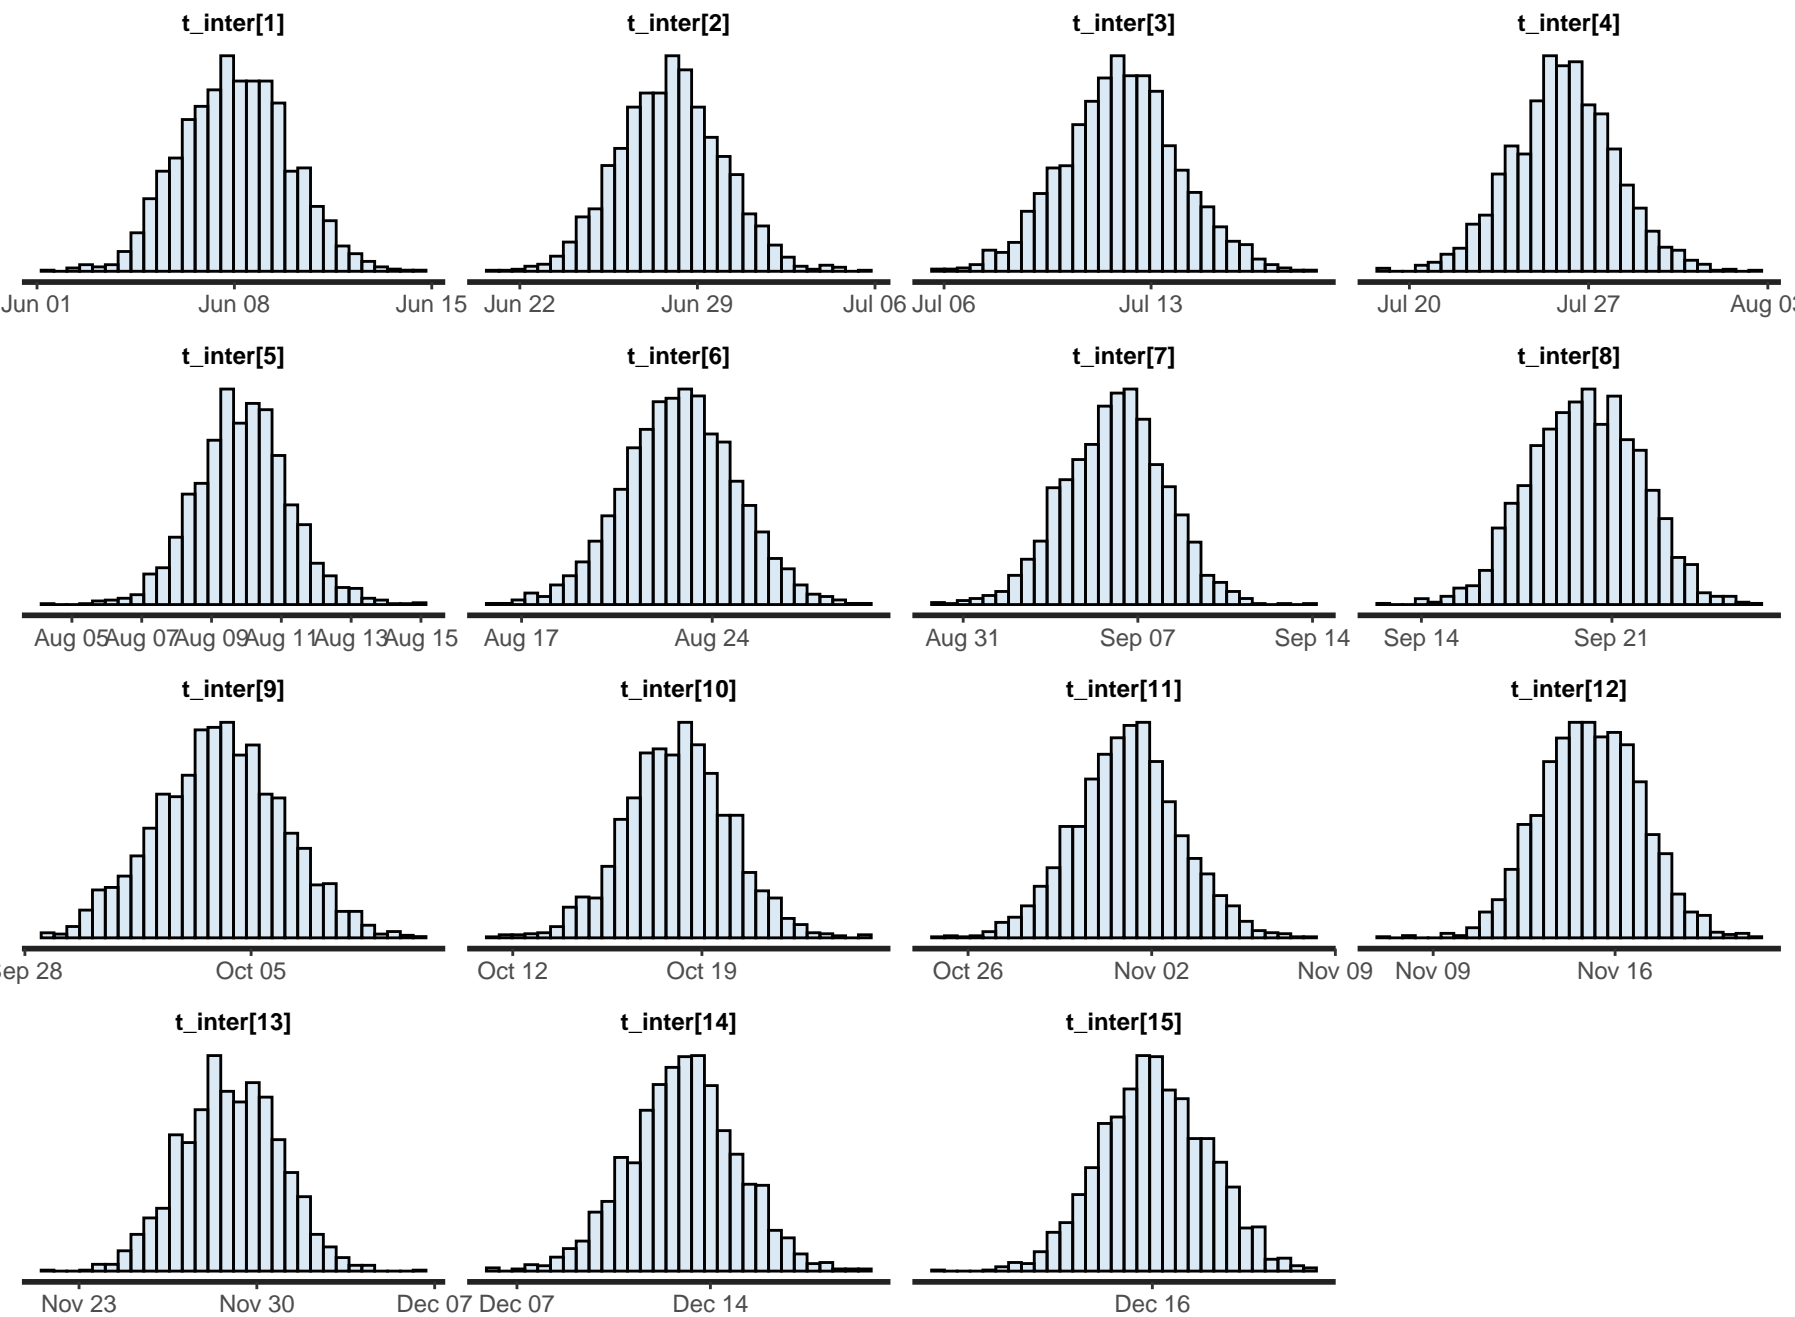 t_inter[1] t_inter[2] t_inter[3] t_inter[4]
Jun 01 Jun 08 Jun 15 Jun 22 Jun 29 Jul 06 Jul 06 Jul 13 Jul 20 Jul 27 Aug 03
t_inter[5] t_inter[6] t_inter[7] t_inter[8]
Aug 05 Aug 07 Aug 09 Aug 11 Aug 13 Aug 15 Aug 17 Aug 24 Aug 31 Sep 07 Sep 14 Sep 14 Sep 21
t_inter[9] t_inter[10] t_inter[11] t_inter[12]
Sep 28 Oct 05 Oct 12 Oct 19 Oct 26 Nov 02 Nov 09 Nov 09 Nov 16
t_inter[13] t_inter[14] t_inter[15]
Nov 23 Nov 30 Dec 07 Dec 07 Dec 14 Dec 16